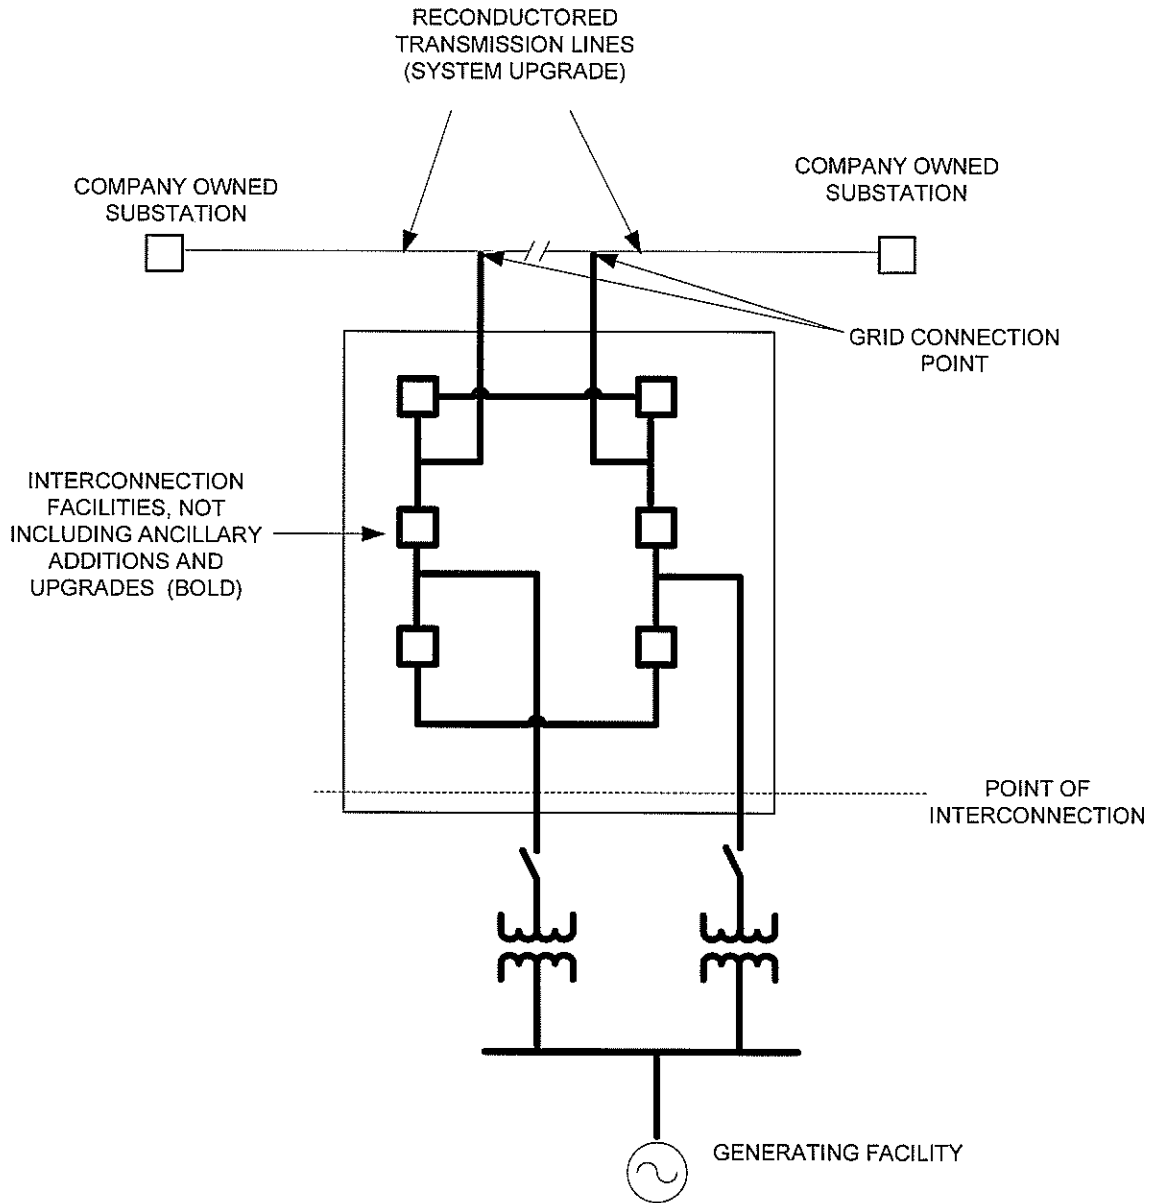 RECONDUCTORED
TRANSMISSION LINES
(SYSTEM UPGRADE)
COMPANY OWNED
SUBSTATION
COMPANY OWNED
SUBSTATION
GRID CONNECTION
POINT
INTERCONNECTION
FACILITIES, NOT
INCLUDING ANCILLARY
ADDITIONS AND
UPGRADES (BOLD)
POINT OF
INTERCONNECTION
GENERATING FACILITY